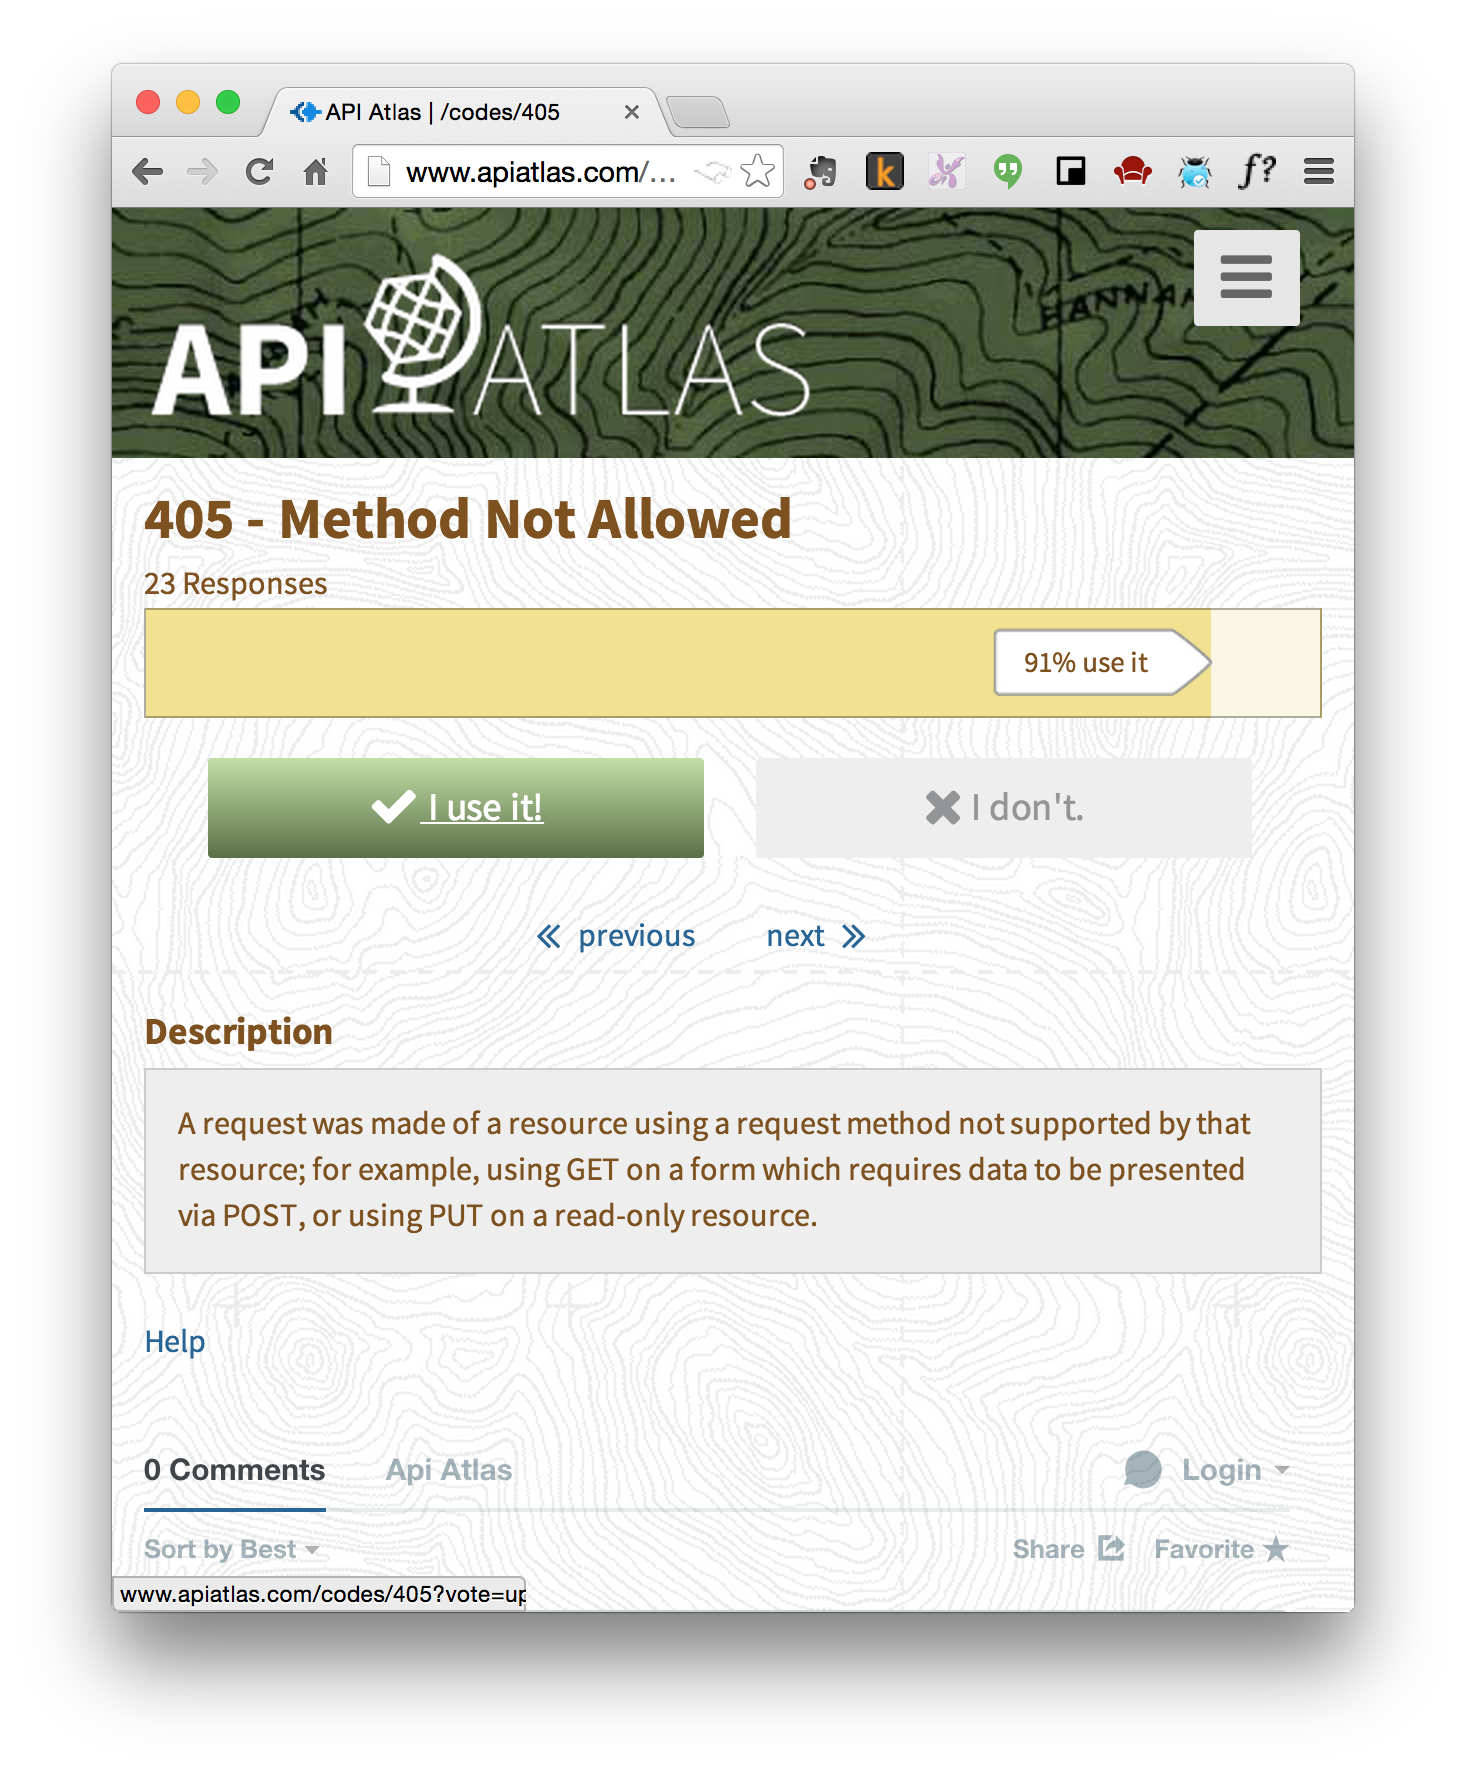 API Atlas | /codes/405
www.apiatlas.com/...
k
f?
HANNA
API ATLAS
405 - Method Not Allowed
23 Responses
91% use it
I use it!
I don't.
« previous
next »
Description
A request was made of a resource using a request method not supported by that
resource; for example, using GET on a form which requires data to be presented
via POST, or using PUT on a read-only resource.
Help
0 Comments
Api Atlas
Login
Sort by Best
Share
Favorite
www.apiatlas.com/codes/405?vote=up